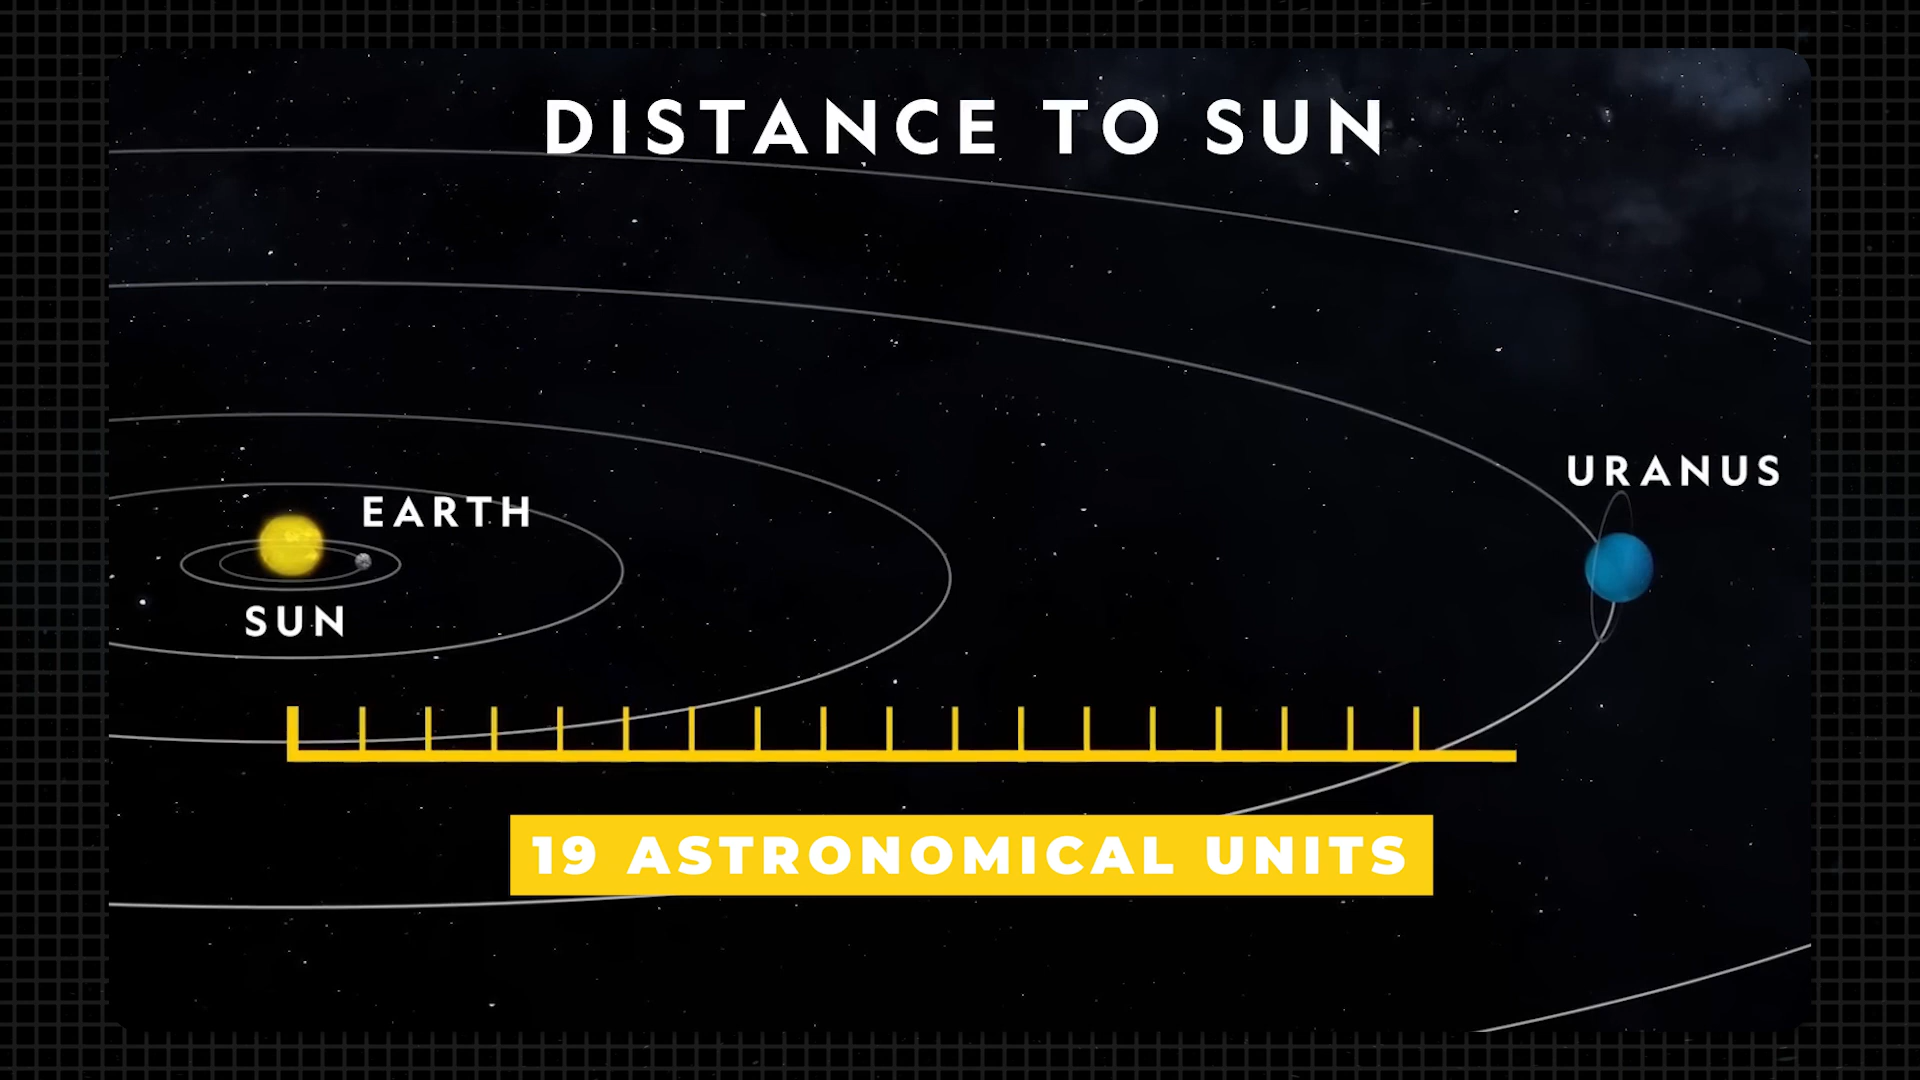 DISTANCE TO SUN
URANUS
EARTH
SUN
19 ASTRONOMICAL UNITS